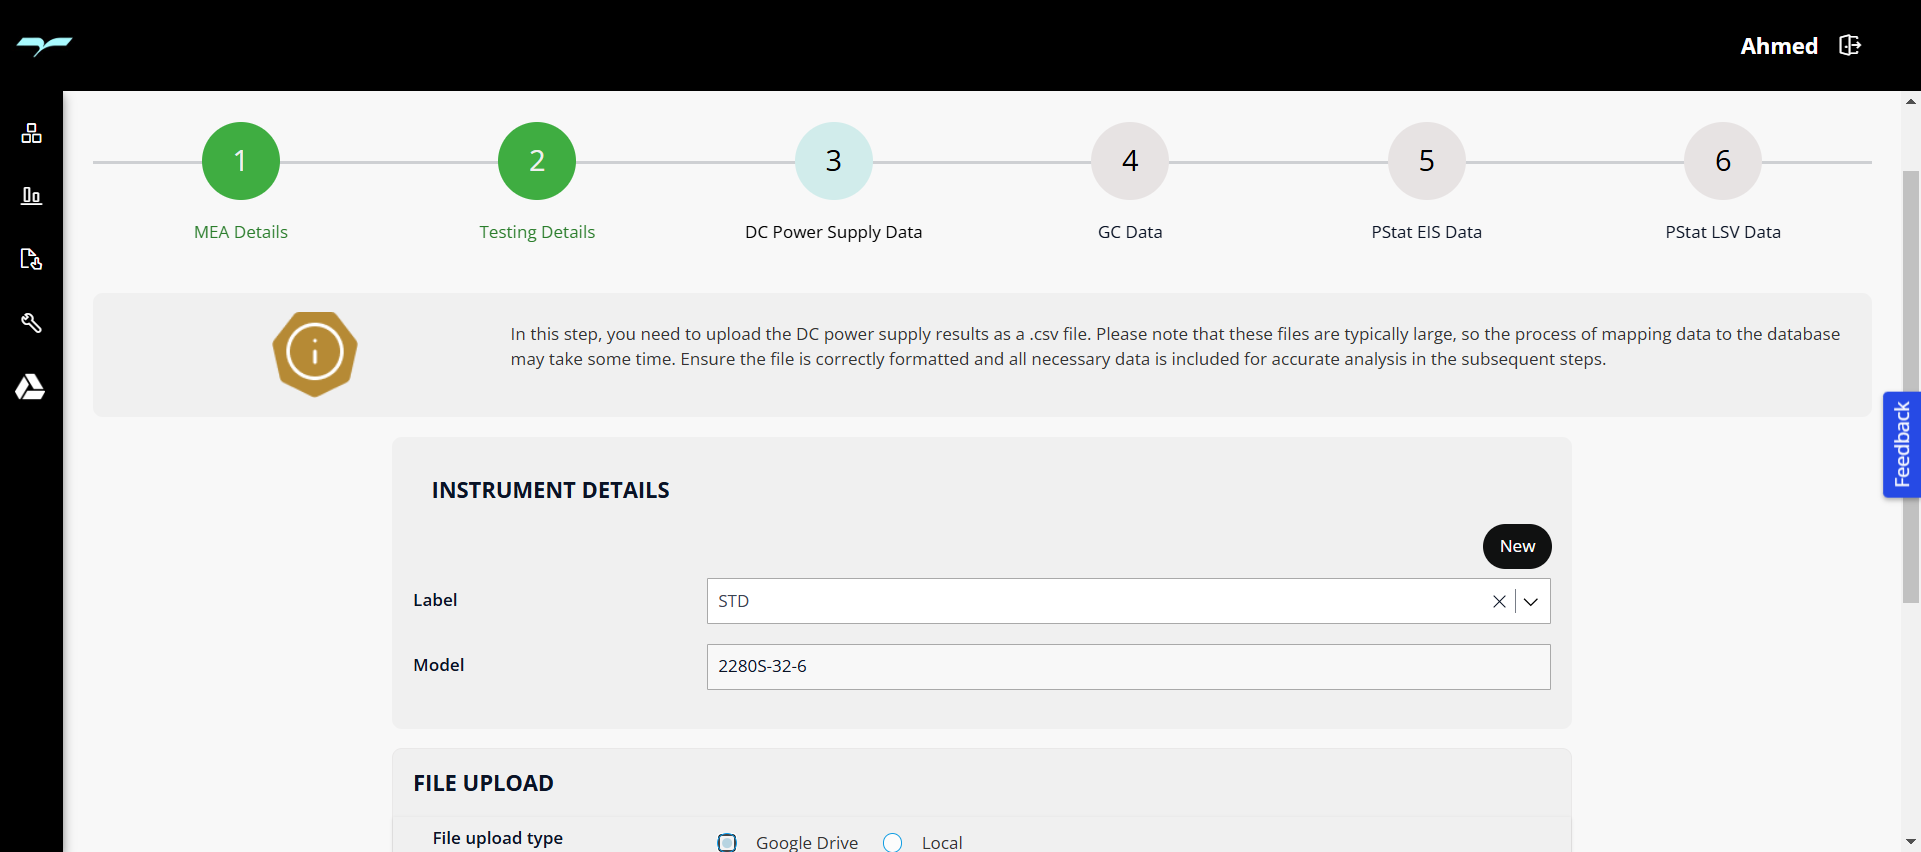 Ahmed
1
2
3
4
5
6
MEA Details
Testing Details
DC Power Supply Data
GC Data
PStat EIS Data
PStat LSV Data
In this step, you need to upload the DC power supply results as a .csv file. Please note that these files are typically large, so the process of mapping data to the database
may take some time. Ensure the file is correctly formatted and all necessary data is included for accurate analysis in the subsequent steps.
Feedback
INSTRUMENT DETAILS
New
Label
STD
Model
2280S-32-6
FILE UPLOAD
File upload type
Google Drive
Local